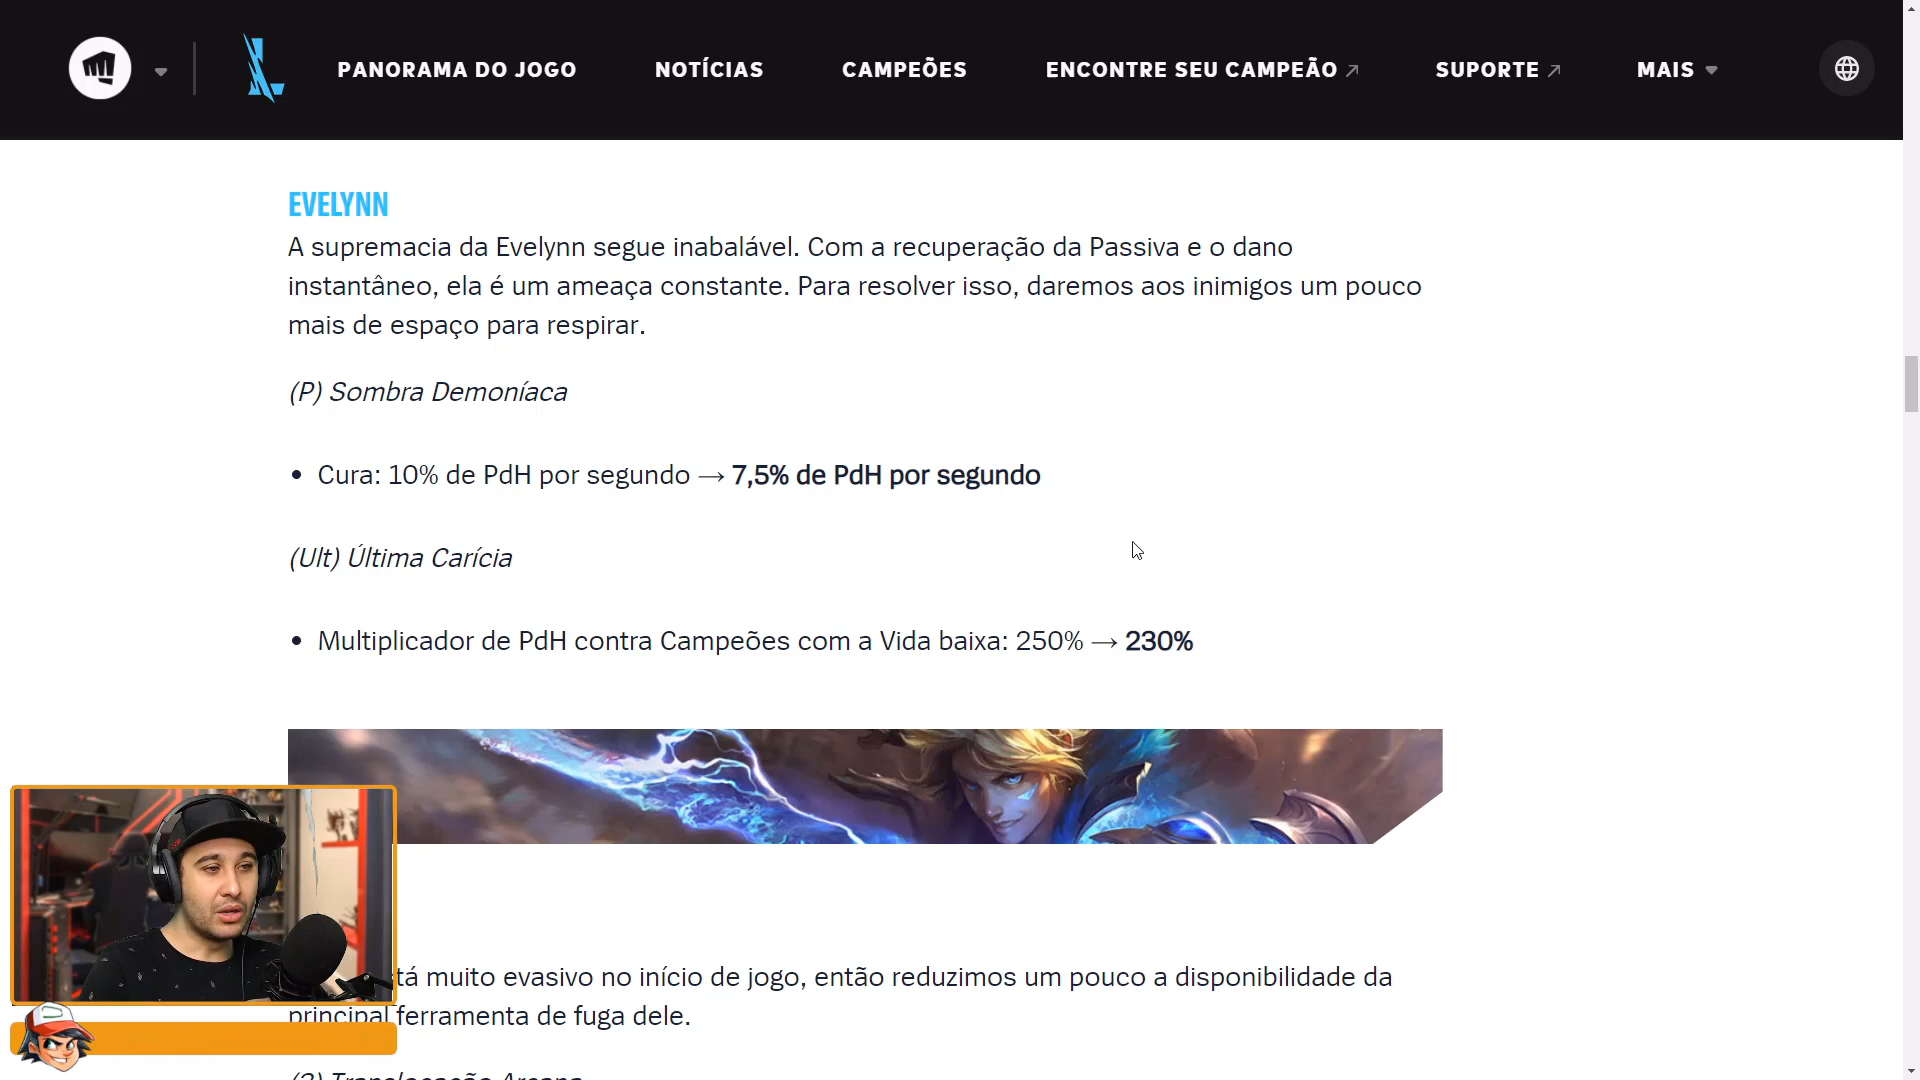 PANORAMA DO JOGO NOTÍCIAS CAMPEÕES ENCONTRE SEU CAMPEÃO SUPORTE MAIS
EVELYNN
A supremacia da Evelynn segue inabalável. Com a recuperação da Passiva e o dano
instantâneo, ela é um ameaça constante. Para resolver isso, daremos aos inimigos um pouco
mais de espaço para respirar.
(P) Sombra Demoníaca
• Cura: 10% de PdH por segundo → 7,5% de PdH por segundo
(Ult) Última Carícia
• Multiplicador de PdH contra Campeões com a Vida baixa: 250% → 230%
tá muito evasivo no início de jogo, então reduzimos um pouco a disponibilidade da
principal ferramenta de fuga dele.
(3) Translocação Arcana